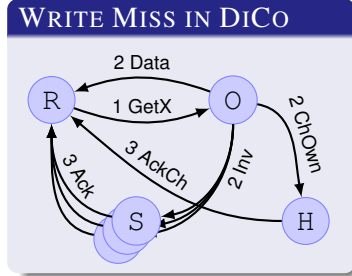 WRITE MISS IN DICO
2 Data
R
O
1 GetX
2 ChOwn
3 AckCh
2 Inv
3 Ack
S
H